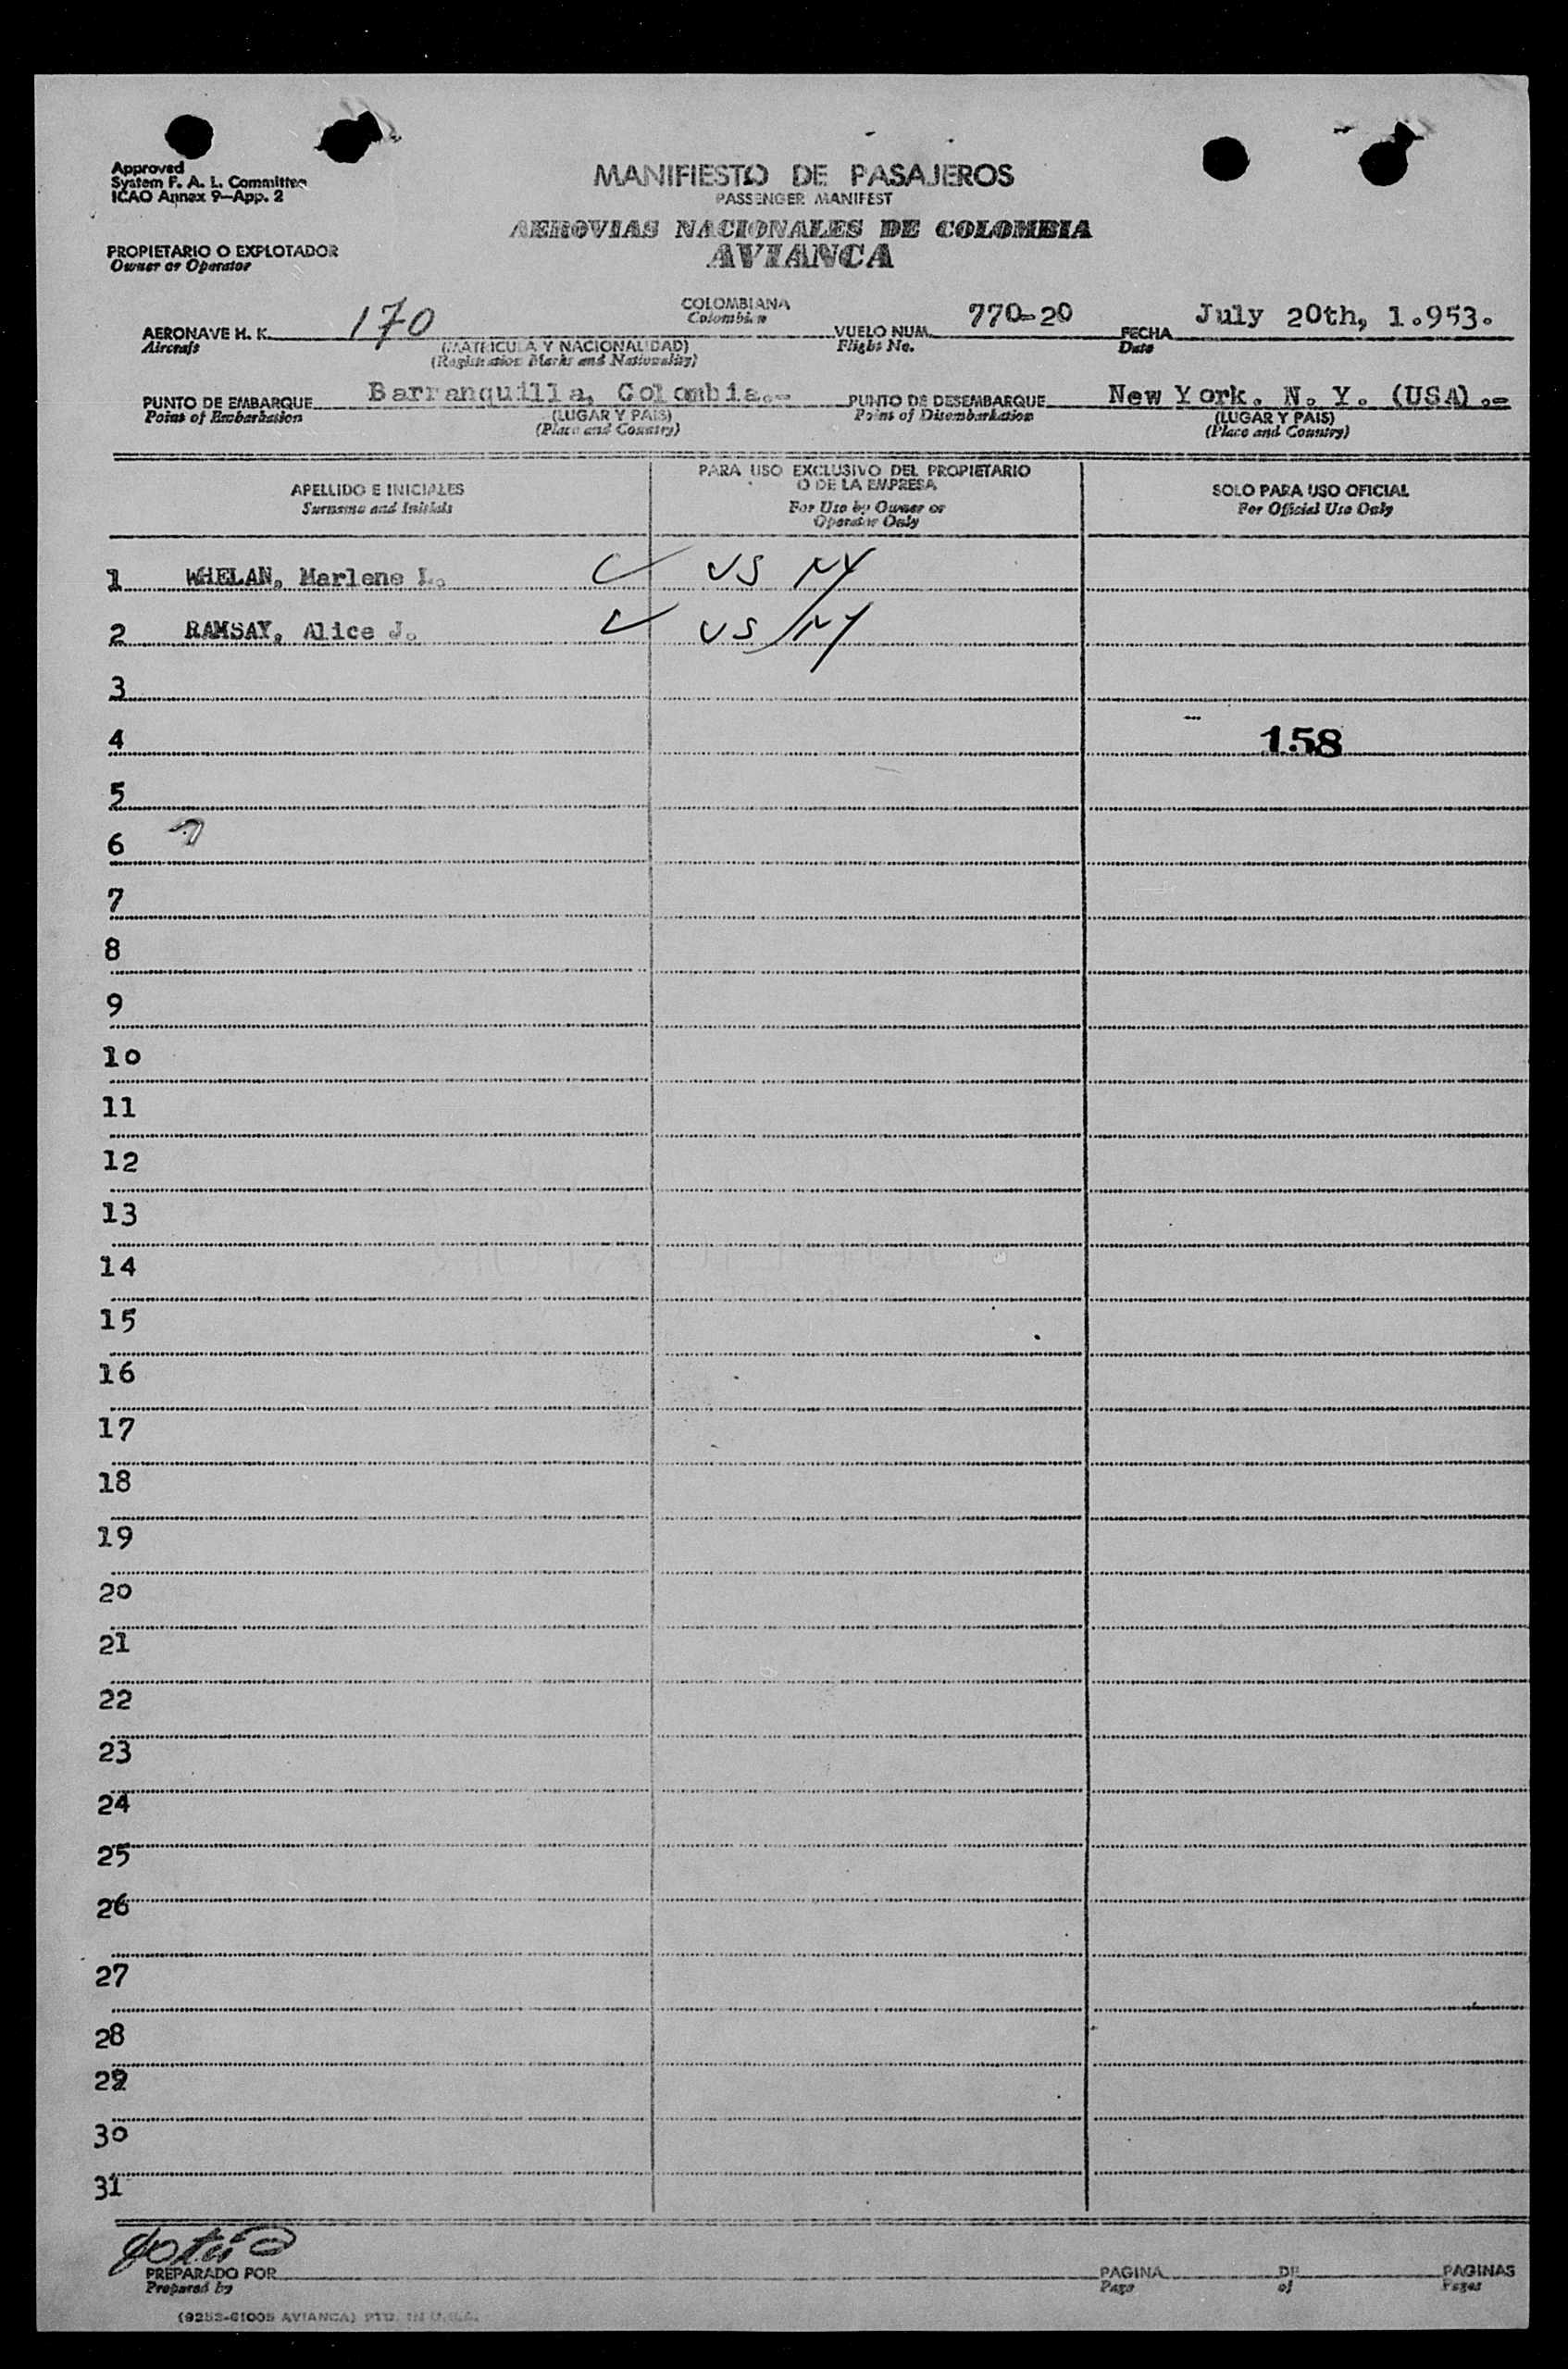 Approved
System F. A. L. Committee
ICAO Annex 9—App. 2
MANIFIESTO DE PASAJEROS
PASSENGER MANIFEST
AEROVIAS NACIONALES DE COLOMBIA
AVIANCA
PROPIETARIO O EXPLOTADOR
Owner or Operator
COLOMBIANA
Colombian
AERONAVE H. K. 170 VUELO NUM. 770-20 FECHA July 20th, 1.953.
Aircraft (MATRICULA Y NACIONALIDAD) Flight No. Date
(Registration Marks and Nationality)
PUNTO DE EMBARQUE Barranquilla, Colombia.- PUNTO DE DESEMBARQUE New York. N. Y. (USA).-
Point of Embarkation (LUGAR Y PAIS) Point of Disembarkation (LUGAR Y PAIS)
(Place and Country) (Place and Country)
APELLIDO E INICIALES
Surname and Initials
PARA USO EXCLUSIVO DEL PROPIETARIO
O DE LA EMPRESA
For Use by Owner or
Operator Only
SOLO PARA USO OFICIAL
For Official Use Only
1 WHELAN, Marlene L. US NY
2 RAMSAY, Alice J. US/NY
3
4 158
5
6
7
8
9
10
11
12
13
14
15
16
17
18
19
20
21
22
23
24
25
26
27
28
29
30
31
PREPARADO POR PAGINA DE PAGINAS
Prepared by Page of Pages
(9253-61005 AVIANCA) PTD. IN U.S.A.